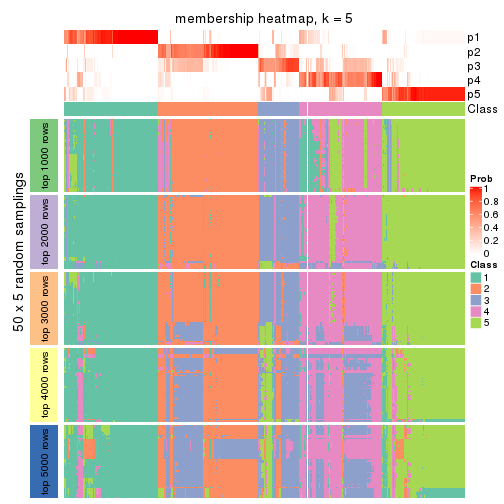 membership heatmap, k = 5
p1
p2
p3
p4
p5
Class
50 x 5 random samplings
top 1000 rows
top 2000 rows
top 3000 rows
top 4000 rows
top 5000 rows
Prob
1
0.8
0.6
0.4
0.2
0
Class
1
2
3
4
5